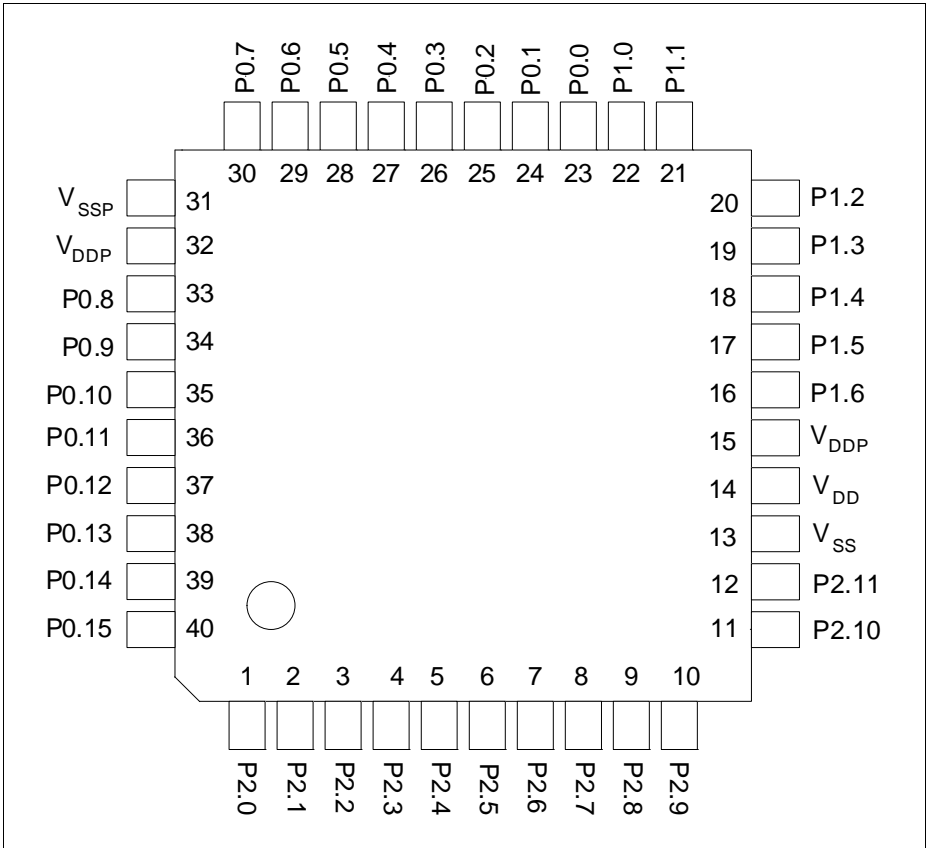 P0.7 P0.6 P0.5 P0.4 P0.3 P0.2 P0.1 P0.0 P1.0 P1.1
30 29 28 27 26 25 24 23 22 21
VSSP 31 20 P1.2
VDDP 32 19 P1.3
P0.8 33 18 P1.4
P0.9 34 17 P1.5
P0.10 35 16 P1.6
P0.11 36 15 VDDP
P0.12 37 14 VDD
P0.13 38 13 VSS
P0.14 39 12 P2.11
P0.15 40 11 P2.10
1 2 3 4 5 6 7 8 9 10
P2.0 P2.1 P2.2 P2.3 P2.4 P2.5 P2.6 P2.7 P2.8 P2.9